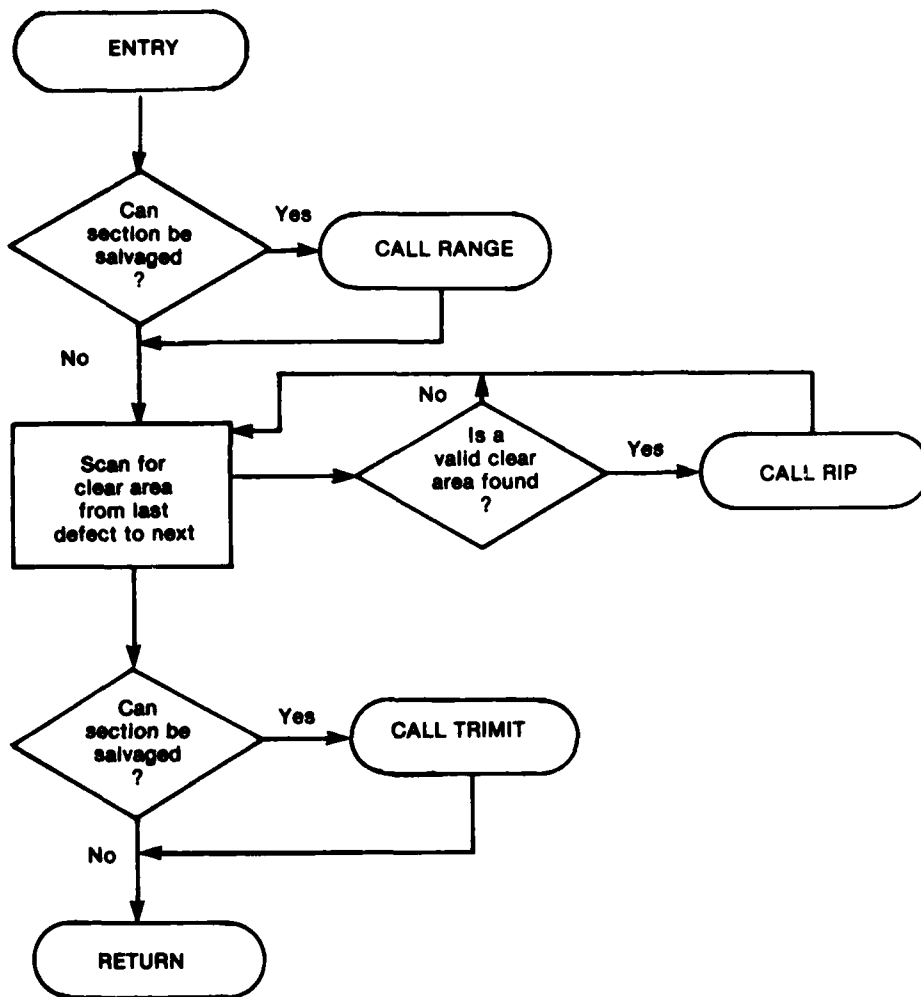 ENTRY
Can
section be
salvaged
?
Yes
CALL RANGE
No
Scan for
clear area
from last
defect to next
No
Is a
valid clear
area found
?
Yes
CALL RIP
Can
section be
salvaged
?
Yes
CALL TRIMIT
No
RETURN